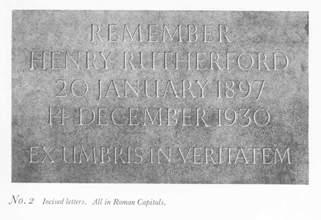 REMEMBER
HENRY RUTHERFORD
20 JANUARY 1897
14 DECEMBER 1930
EX UMBRIS IN VERITATEM
No. 2 Incised letters. All in Roman Capitals.